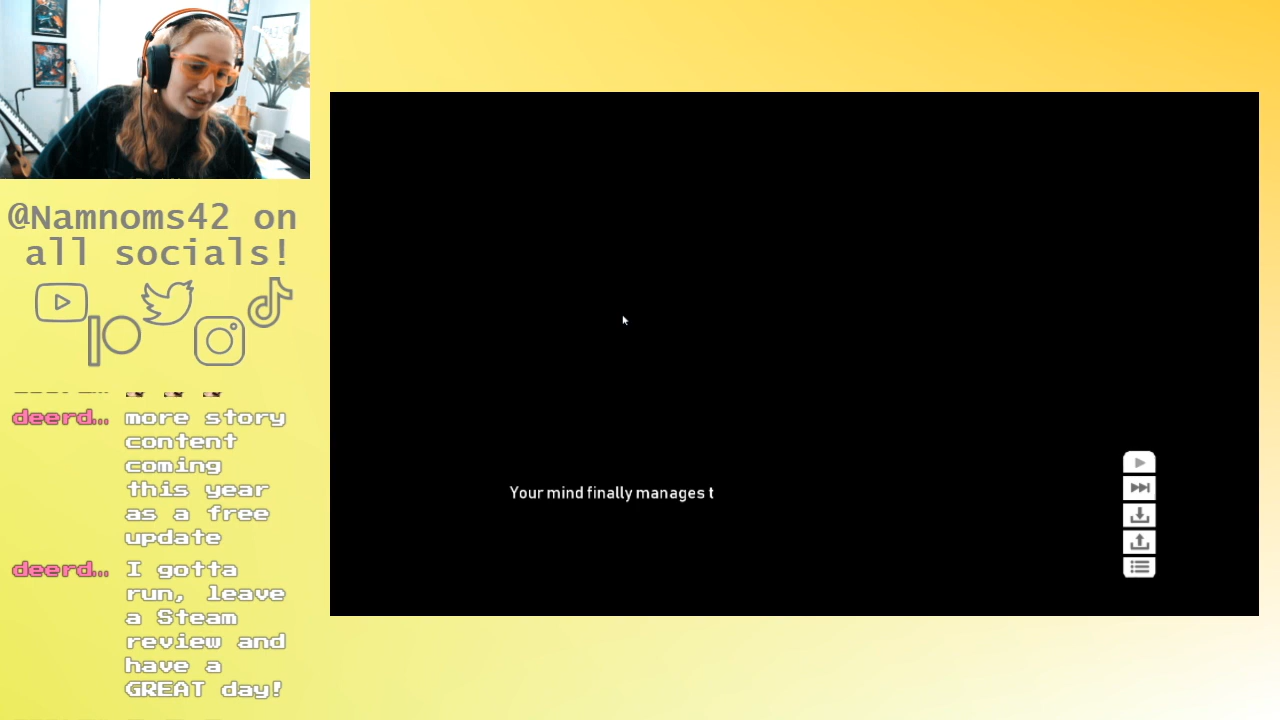 @Namnoms42 on
all socials!
deerd... more story
content
coming
this year
as a free
update
deerd... I gotta
run, leave
a Steam
review and
have a
GREAT day!
Your mind finally manages t